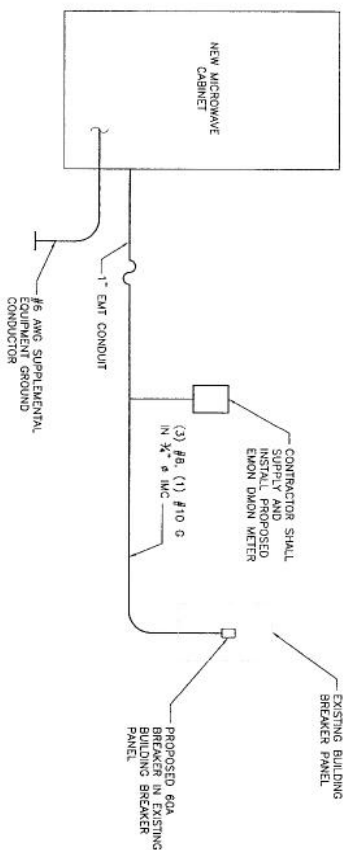 NEW MICROWAVE
CABINET
#6 AWG SUPPLEMENTAL
EQUIPMENT GROUND
CONDUCTOR
1" EMT CONDUIT
CONTRACTOR SHALL
SUPPLY AND
INSTALL PROPOSED
EMON DMON METER
(3) #8, (1) #10 G
IN ¾" ø IMC
EXISTING BUILDING
BREAKER PANEL
PROPOSED 60A
BREAKER IN EXISTING
BUILDING BREAKER
PANEL